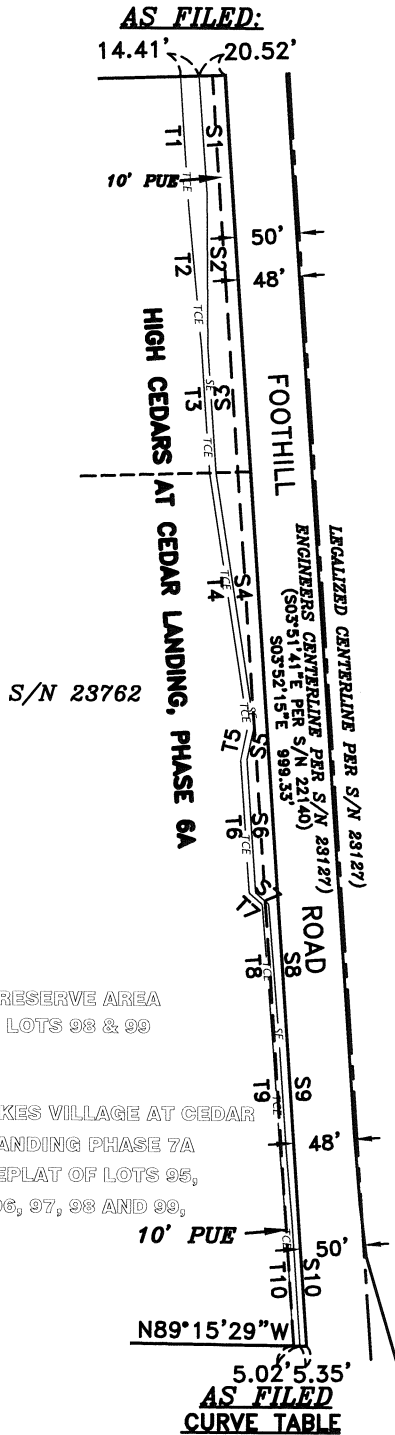 AS FILED:
14.41' 20.52'
T1 S1
TCE
10' PUE
50'
T2 S2
48'
TCE
SE
T3 S3
TCE
FOOTHILL
HIGH CEDARS AT CEDAR LANDING, PHASE 6A
LEGALIZED CENTERLINE PER S/N 23127)
ENGINEERS CENTERLINE PER S/N 23127)
(S03°51'41"E PER S/N 22140)
S03°52'15"E 999.33'
TCE
T4 S4
S/N 23762
SE
TCE
T5 S5
T6 S6
TCE
T7 S7
ROAD
T8 S8
TCE
RESERVE AREA
LOTS 98 & 99
SE
T9 S9
TCE
KES VILLAGE AT CEDAR
ANDING PHASE 7A
EPLAT OF LOTS 95,
96, 97, 98 AND 99,
48'
10' PUE
TCE
50'
T10 S10
N89°15'29"W
5.02' 5.35'
AS FILED
CURVE TABLE